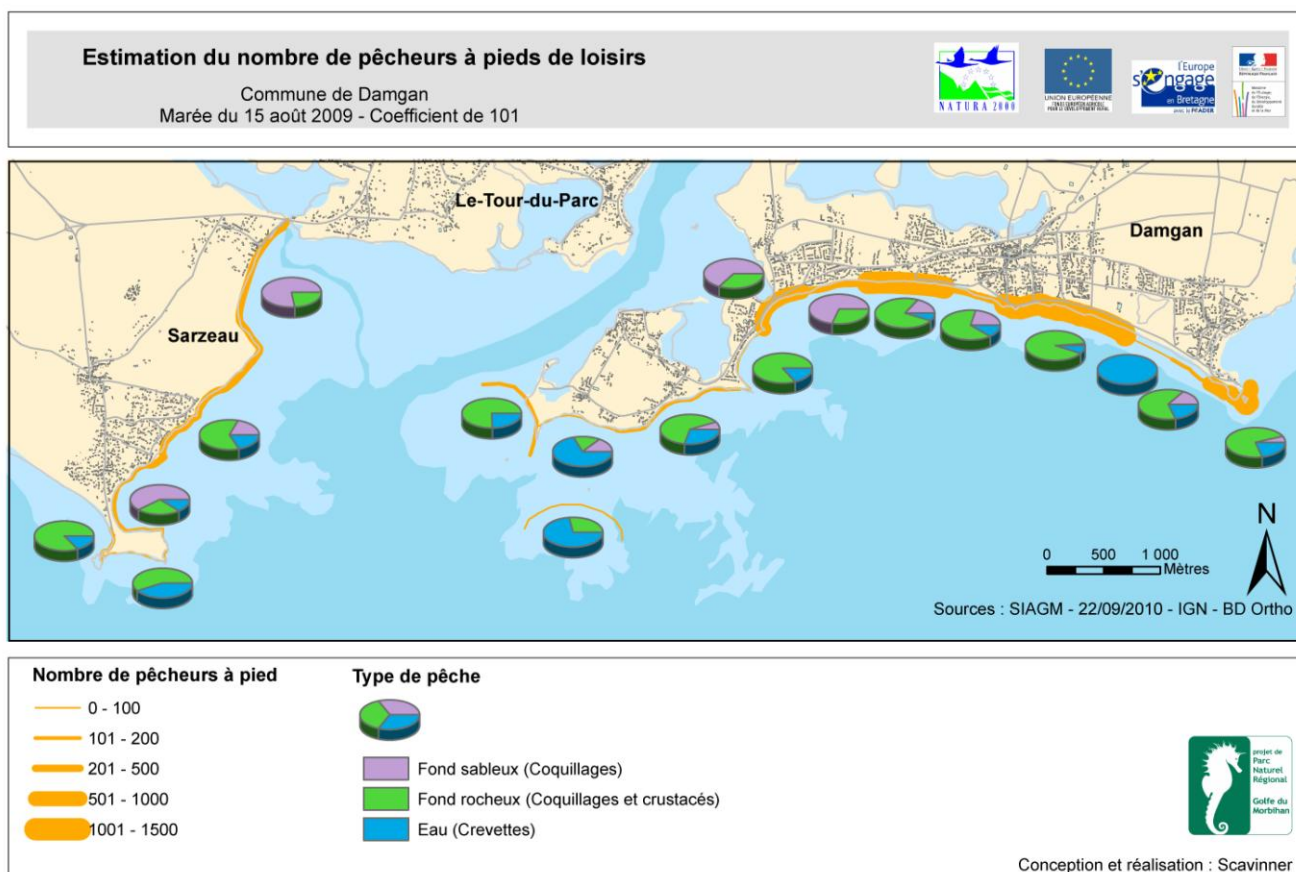 Estimation du nombre de pêcheurs à pieds de loisirs
Commune de Damgan
Marée du 15 août 2009 - Coefficient de 101
NATURA 2000
UNION EUROPÉENNE
l'Europe
s'engage
en Bretagne
avec le FEADER
Le-Tour-du-Parc
Damgan
Sarzeau
N
0 500 1 000
Mètres
Sources : SIAGM - 22/09/2010 - IGN - BD Ortho
Nombre de pêcheurs à pied
0 - 100
101 - 200
201 - 500
501 - 1000
1001 - 1500
Type de pêche
Fond sableux (Coquillages)
Fond rocheux (Coquillages et crustacés)
Eau (Crevettes)
projet de
Parc
Naturel
Régional
Golfe du
Morbihan
Conception et réalisation : Scavinner